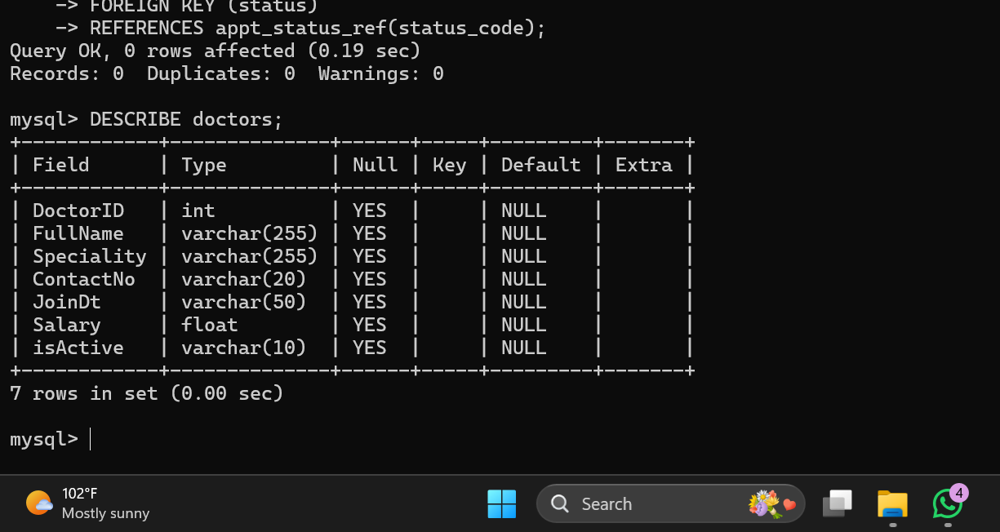 -> FOREIGN KEY (status)
    -> REFERENCES appt_status_ref(status_code);
Query OK, 0 rows affected (0.19 sec)
Records: 0  Duplicates: 0  Warnings: 0
mysql> DESCRIBE doctors;
+------------+--------------+------+-----+---------+-------+
| Field      | Type         | Null | Key | Default | Extra |
+------------+--------------+------+-----+---------+-------+
| DoctorID   | int          | YES  |     | NULL    |       |
| FullName   | varchar(255) | YES  |     | NULL    |       |
| Speciality | varchar(255) | YES  |     | NULL    |       |
| ContactNo  | varchar(20)  | YES  |     | NULL    |       |
| JoinDt     | varchar(50)  | YES  |     | NULL    |       |
| Salary     | float        | YES  |     | NULL    |       |
| isActive   | varchar(10)  | YES  |     | NULL    |       |
+------------+--------------+------+-----+---------+-------+
7 rows in set (0.00 sec)
mysql>
102°F
Mostly sunny
Search
4